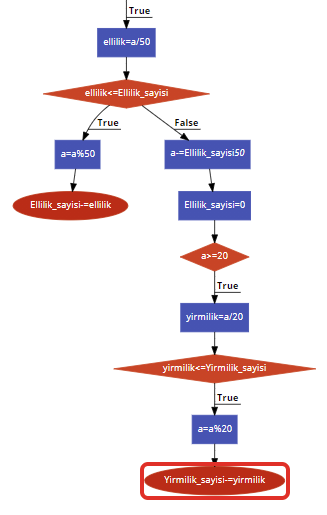 True
ellilik=a/50
ellilik<=Ellilik_sayisi
True
False
a=a%50
a-=Ellilik_sayisi50
Ellilik_sayisi-=ellilik
Ellilik_sayisi=0
a>=20
True
yirmilik=a/20
yirmilik<=Yirmilik_sayisi
True
a=a%20
Yirmilik_sayisi-=yirmilik